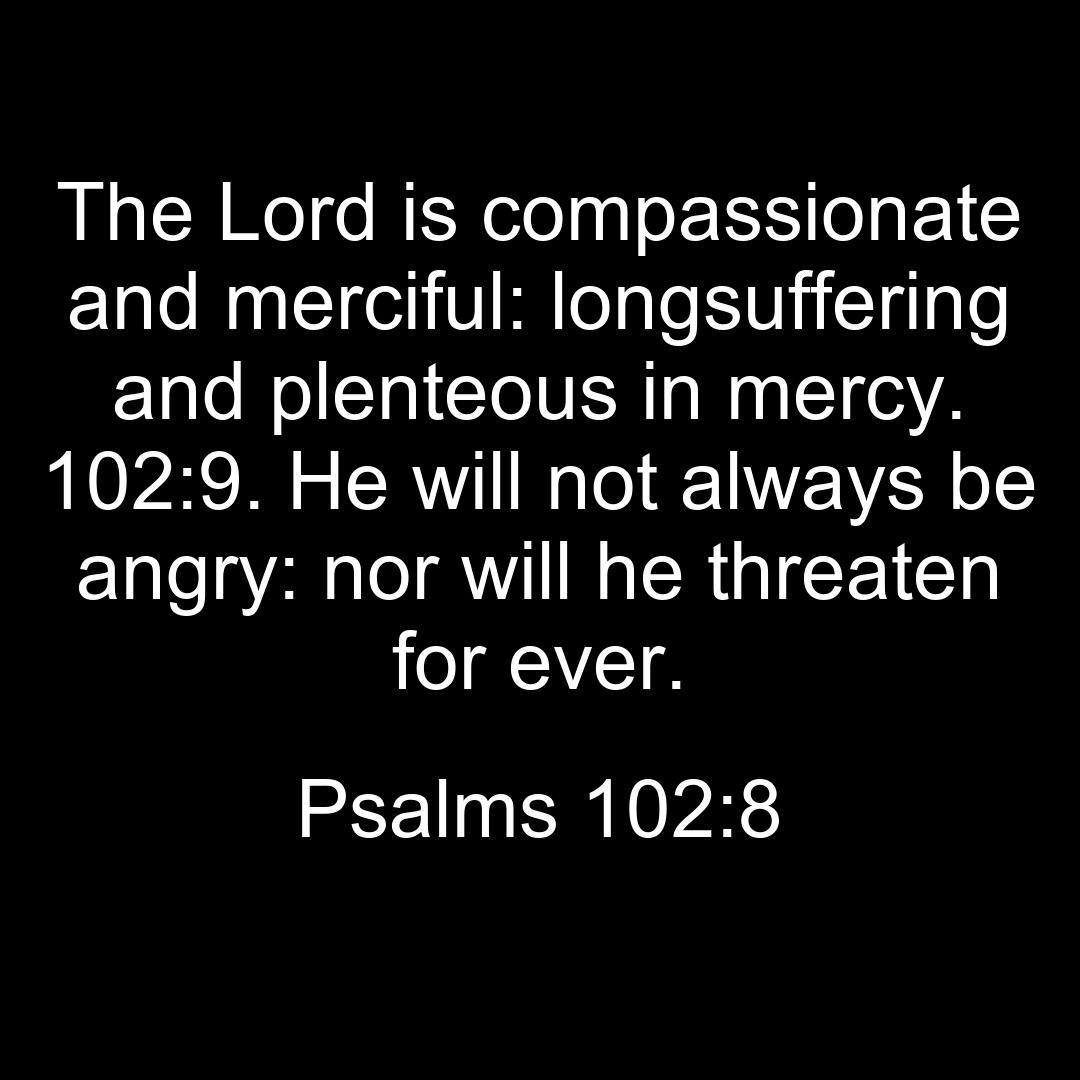 The Lord is compassionate
and merciful: longsuffering
and plenteous in mercy.
102:9. He will not always be
angry: nor will he threaten
for ever.
Psalms 102:8